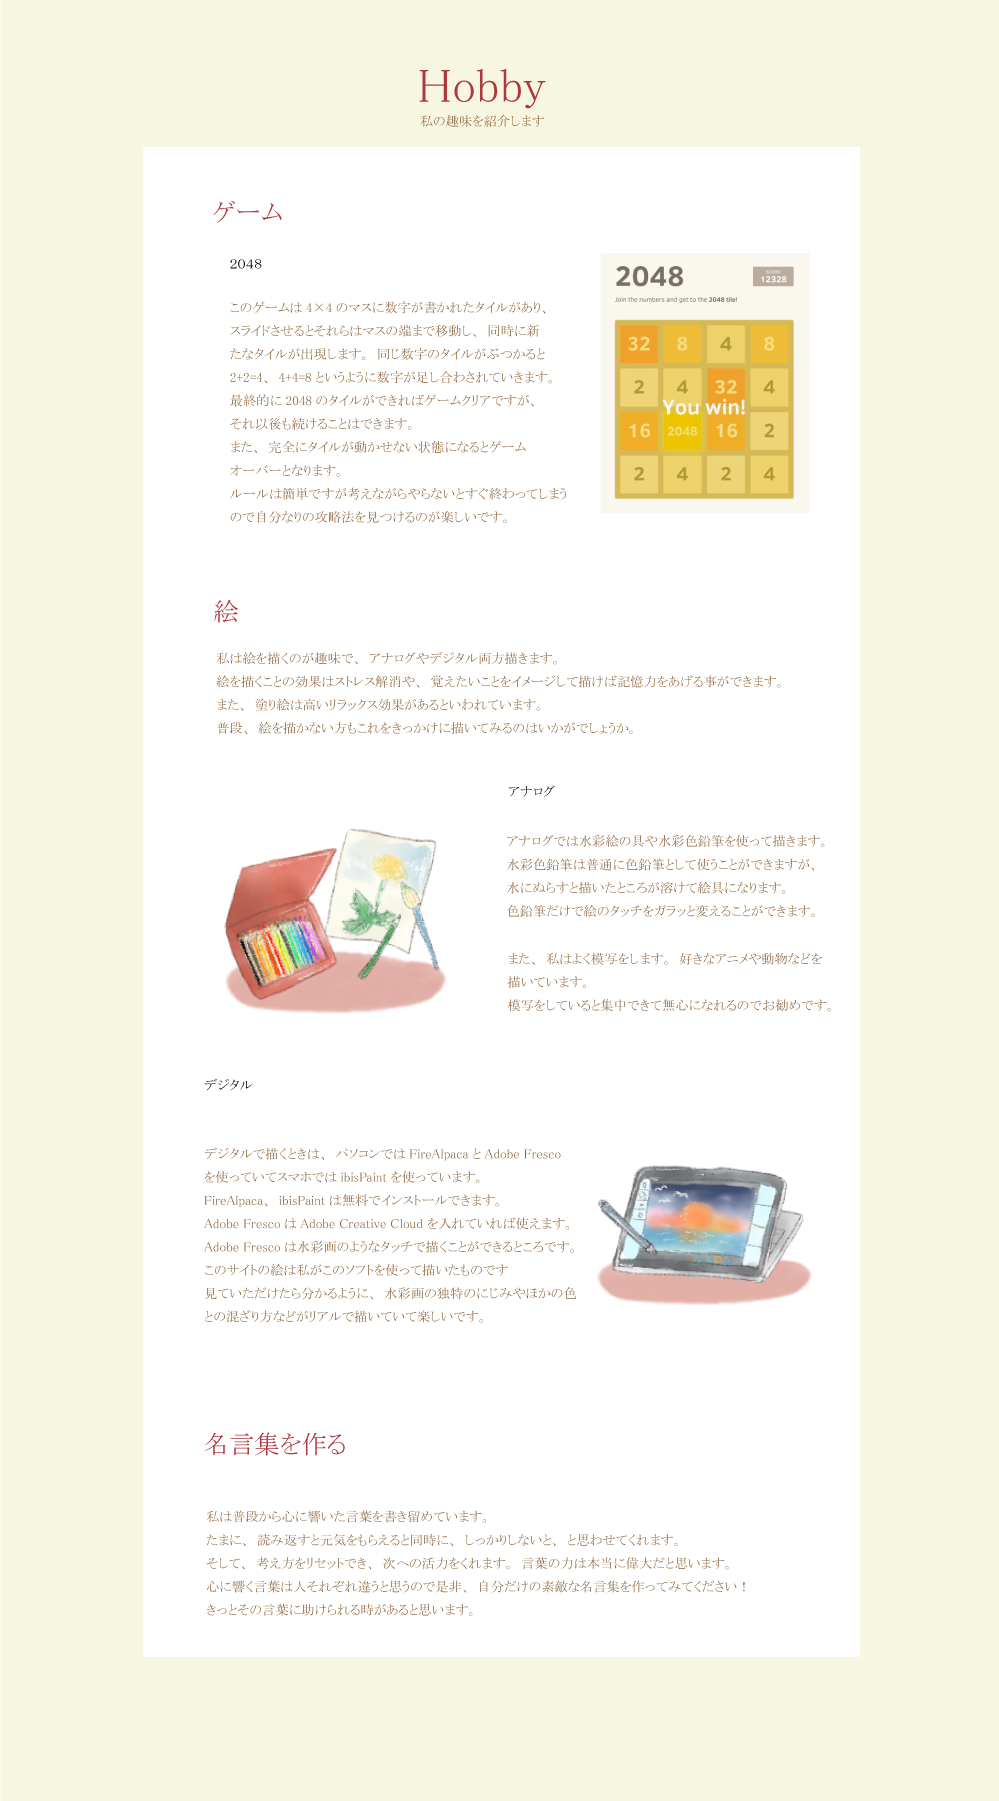 Hobby
私の趣味を紹介します
ゲーム
2048
このゲームは 4×4 のマスに数字が書かれたタイルがあり、
スライドさせるとそれらはマスの端まで移動し、同時に新
たなタイルが出現します。同じ数字のタイルがぶつかると
2+2=4、4+4=8 というように数字が足し合わされていきます。
最終的に 2048 のタイルができればゲームクリアですが、
それ以後も続けることはできます。
また、完全にタイルが動かせない状態になるとゲーム
オーバーとなります。
ルールは簡単ですが考えながらやらないとすぐ終わってしまう
ので自分なりの攻略法を見つけるのが楽しいです。
2048
SCORE
12328
Join the numbers and get to the 2048 tile!
32 8 4 8
2 4 32 4
You win!
16 2048 16 2
2 4 2 4
絵
私は絵を描くのが趣味で、アナログやデジタル両方描きます。
絵を描くことの効果はストレス解消や、覚えたいことをイメージして描けば記憶力をあげる事ができます。
また、塗り絵は高いリラックス効果があるといわれています。
普段、絵を描かない方もこれをきっかけに描いてみるのはいかがでしょうか。
アナログ
アナログでは水彩絵の具や水彩色鉛筆を使って描きます。
水彩色鉛筆は普通に色鉛筆として使うことができますが、
水にぬらすと描いたところが溶けて絵具になります。
色鉛筆だけで絵のタッチをガラッと変えることができます。
また、私はよく模写をします。好きなアニメや動物などを
描いています。
模写をしていると集中できて無心になれるのでお勧めです。
デジタル
デジタルで描くときは、パソコンでは FireAlpaca と Adobe Fresco
を使っていてスマホでは ibisPaint を使っています。
FireAlpaca、ibisPaint は無料でインストールできます。
Adobe Fresco は Adobe Creative Cloud を入れていれば使えます。
Adobe Fresco は水彩画のようなタッチで描くことができるところです。
このサイトの絵は私がこのソフトを使って描いたものです
見ていただけたら分かるように、水彩画の独特のにじみやほかの色
との混ざり方などがリアルで描いていて楽しいです。
名言集を作る
私は普段から心に響いた言葉を書き留めています。
たまに、読み返すと元気をもらえると同時に、しっかりしないと、と思わせてくれます。
そして、考え方をリセットでき、次への活力をくれます。言葉の力は本当に偉大だと思います。
心に響く言葉は人それぞれ違うと思うので是非、自分だけの素敵な名言集を作ってみてください！
きっとその言葉に助けられる時があると思います。